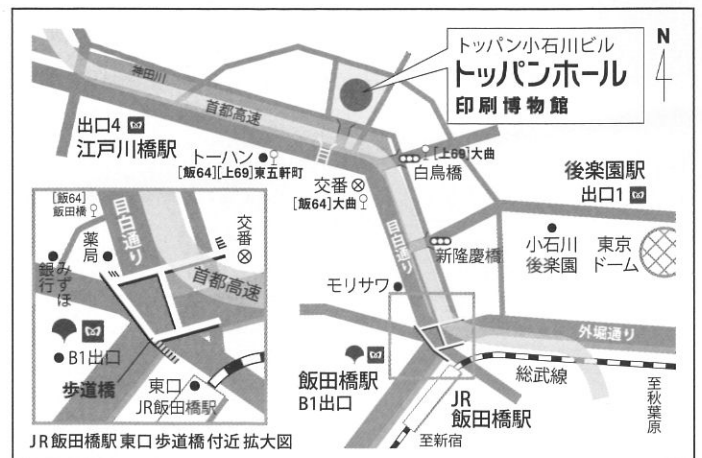 トッパン小石川ビル
トッパンホール
印刷博物館
N
神田川
首都高速
出口4
江戸川橋駅
トーハン
[飯64][上69]東五軒町
[上69]大曲
白鳥橋
交番
[飯64]大曲
後楽園駅
出口1
目白通り
新隆慶橋
小石川
後楽園
東京
ドーム
モリサワ
外堀通り
飯田橋駅
B1出口
JR
飯田橋駅
総武線
至秋葉原
至新宿
[飯64]
飯田橋
目白通り
交番
薬局
みずほ
銀行
首都高速
B1出口
歩道橋
東口
JR飯田橋駅
JR飯田橋駅東口歩道橋付近 拡大図